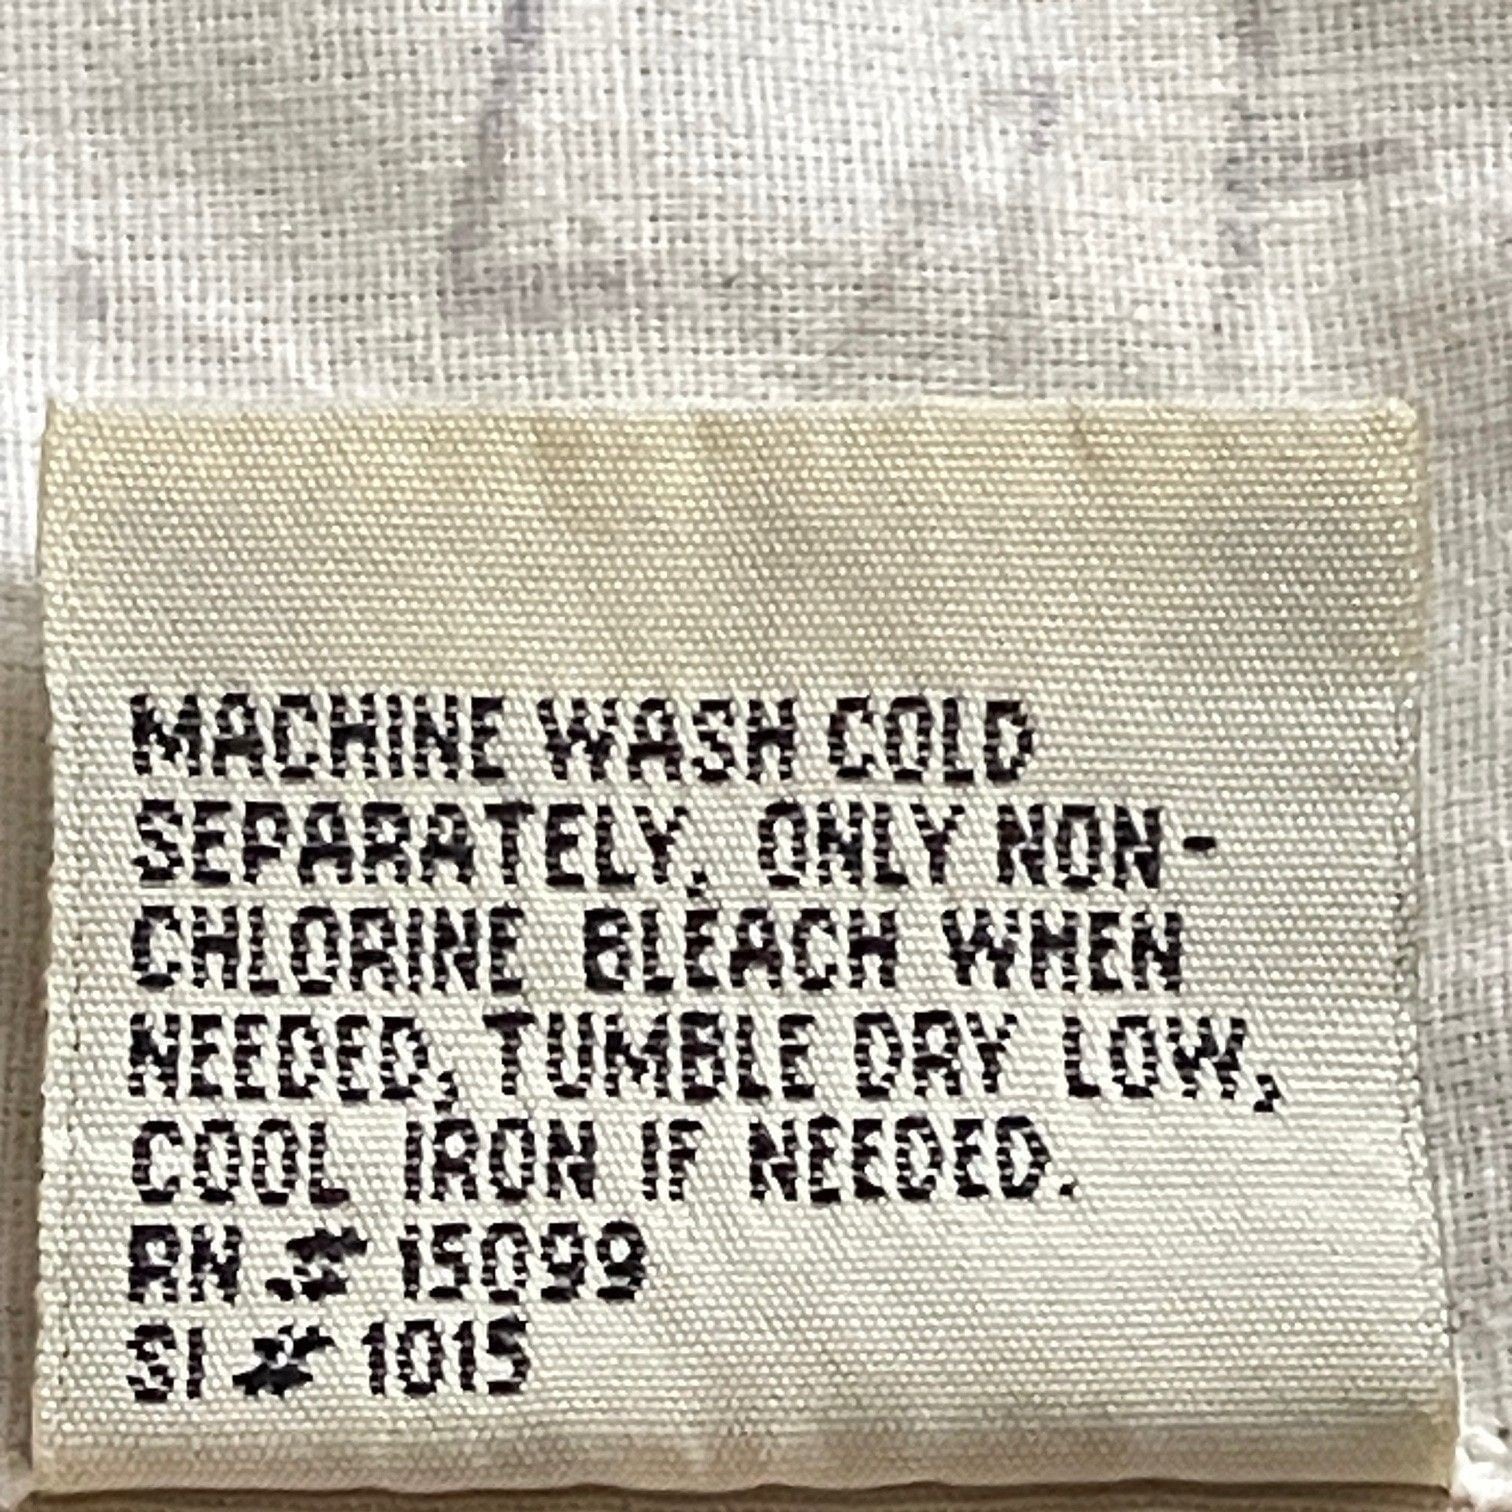 MACHINE WASH COLD
SEPARATELY, ONLY NON-
CHLORINE BLEACH WHEN
NEEDED, TUMBLE DRY LOW,
COOL IRON IF NEEDED.
RN # 15099
SI # 1015